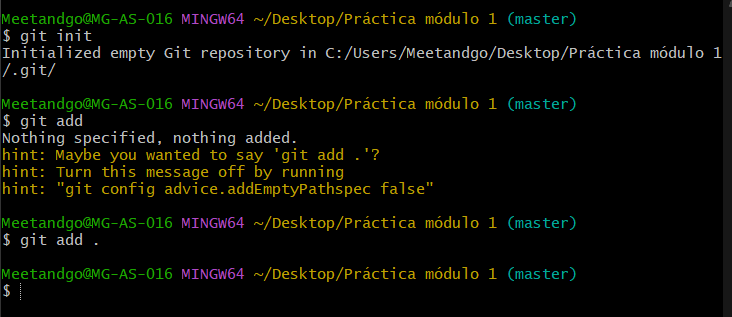 Meetandgo@MG-AS-016 MINGW64 ~/Desktop/Práctica módulo 1 (master)
$ git init
Initialized empty Git repository in C:/Users/Meetandgo/Desktop/Práctica módulo 1
/.git/
Meetandgo@MG-AS-016 MINGW64 ~/Desktop/Práctica módulo 1 (master)
$ git add
Nothing specified, nothing added.
hint: Maybe you wanted to say 'git add .'?
hint: Turn this message off by running
hint: "git config advice.addEmptyPathspec false"
Meetandgo@MG-AS-016 MINGW64 ~/Desktop/Práctica módulo 1 (master)
$ git add .
Meetandgo@MG-AS-016 MINGW64 ~/Desktop/Práctica módulo 1 (master)
$